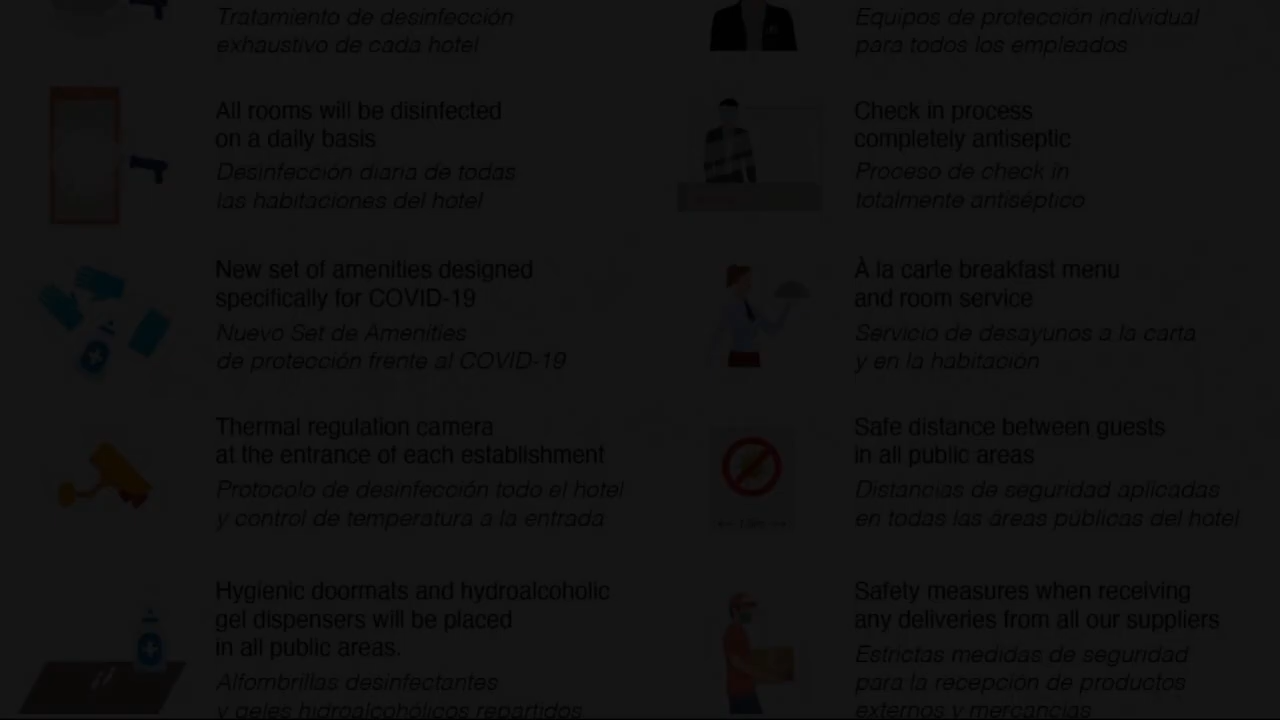 Tratamiento de desinfección
exhaustivo de cada hotel
All rooms will be disinfected
on a daily basis
Desinfección diaria de todas
las habitaciones del hotel
New set of amenities designed
specifically for COVID-19
Nuevo Set de Amenities
de protección frente al COVID-19
Thermal regulation camera
at the entrance of each establishment
Protocolo de desinfección todo el hotel
y control de temperatura a la entrada
Hygienic doormats and hydroalcoholic
gel dispensers will be placed
in all public areas.
Alfombrillas desinfectantes
y geles hidroalcohólicos repartidos
Equipos de protección individual
para todos los empleados
Check in process
completely antiseptic
Proceso de check in
totalmente antiséptico
À la carte breakfast menu
and room service
Servicio de desayunos a la carta
y en la habitación
Safe distance between guests
in all public areas
Distancias de seguridad aplicadas
en todas las áreas públicas del hotel
Safety measures when receiving
any deliveries from all our suppliers
Estrictas medidas de seguridad
para la recepción de productos
externos y mercancias